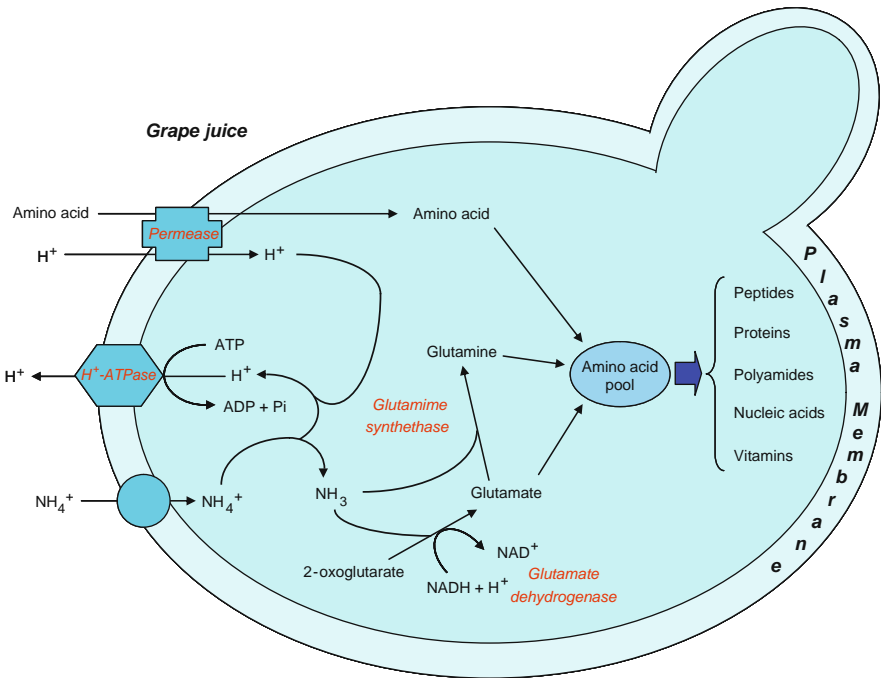 Grape juice
Amino acid
Permease
Amino acid
H+
H+
ATP
H+
H+-ATPase
H+
ADP + Pi
NH4+
NH4+
NH3
Glutamine
Glutamime
synthethase
Glutamate
2-oxoglutarate
NAD+
NADH + H+
Glutamate
dehydrogenase
Amino acid
pool
Peptides
Proteins
Polyamides
Nucleic acids
Vitamins
Plasma Membrane